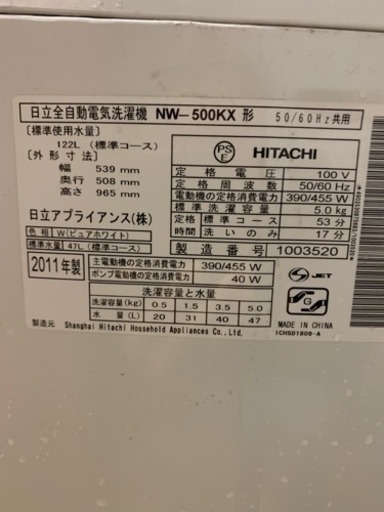 日立全自動電気洗濯機 NW-500KX 形 50/60Hz共用
[標準使用水量]
122L (標準コース)
[外形寸法]
幅 539 mm
奥行 508 mm
高さ 965 mm
日立アプライアンス(株)
色柄 W(ピュアホワイト)
標準水量 47L(標準コース)
PS E HITACHI
定格電圧 100 V
定格周波数 50/60 Hz
電動機の定格消費電力 390/455 W
標準洗濯容量 5.0 kg
標準コース 53 分
時間 洗いのみ 17 分
製造番号 1003520
2011年製
主電動機の定格消費電力 390/455 W
ポンプ電動機の定格消費電力 40 W
洗濯容量と水量
洗濯容量(kg) 0.5 1.5 3.5 5.0
水量(L) 20 31 40 47
S JET
G
MADE IN CHINA
1CHSD1808-A
製造元 Shanghai Hitachi Household Appliances Co., Ltd.